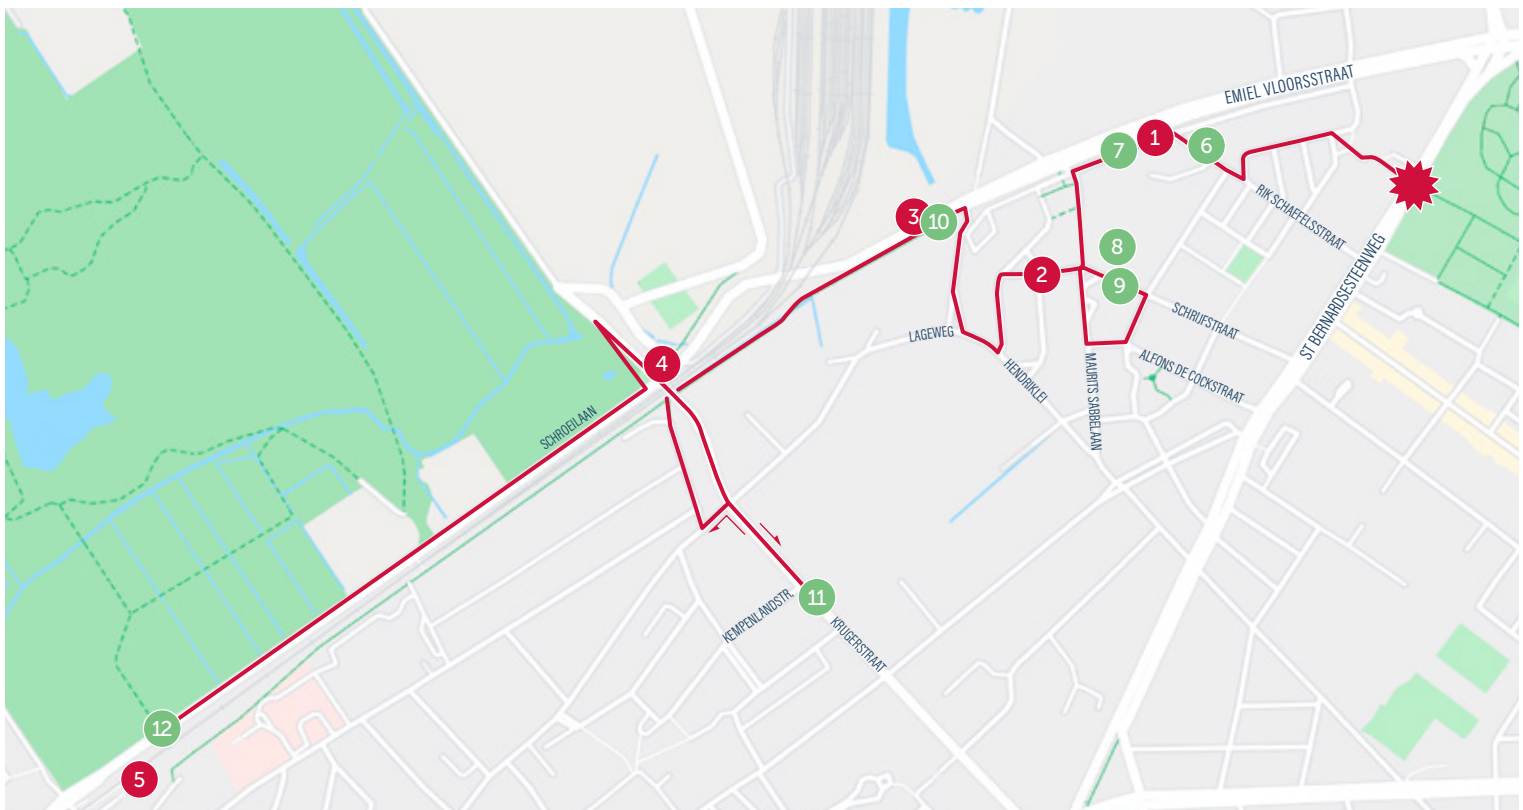 EMIEL VLOORSSTRAAT
1
7
6
RIK SCHAEFELSSTRAAT
3
10
8
2
9
ST BERNARDSESTEENWEG
SCHRIJFSTRAAT
LAGEWEG
HENDRIKLEI
MAURITS SABBELAAN
ALFONS DE COCKSTRAAT
4
SCHROEILAAN
11
KEMPENLANDSTR.
KRUGERSTRAAT
12
5